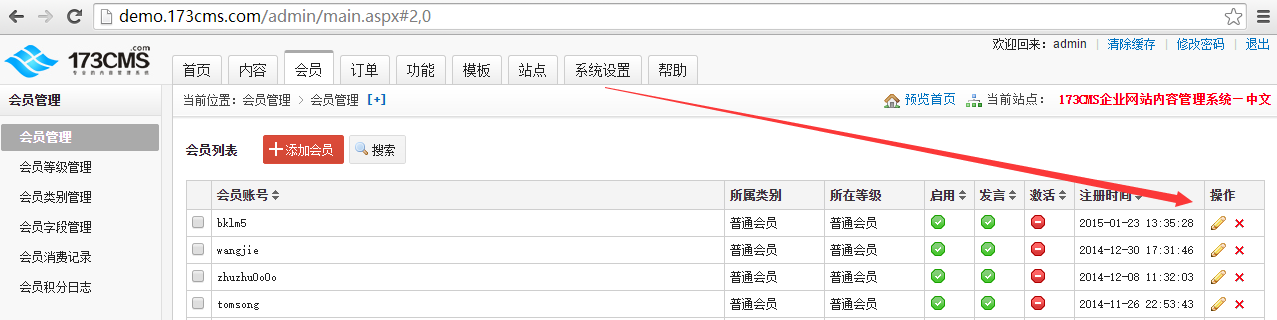 demo.173cms.com/admin/main.aspx#2,0
173CMS.com
专业的内容管理系统
欢迎回来：admin | 清除缓存 | 修改密码 | 退出
首页 内容 会员 订单 功能 模板 站点 系统设置 帮助
会员管理
当前位置：会员管理 > 会员管理 [+]
预览首页 当前站点： 173CMS企业网站内容管理系统－中文
会员管理
会员等级管理
会员类别管理
会员字段管理
会员消费记录
会员积分日志
会员列表 添加会员 搜索
会员账号 所属类别 所在等级 启用 发言 激活 注册时间 操作
bklm5 普通会员 普通会员 2015-01-23 13:35:28
wangjie 普通会员 普通会员 2014-12-30 17:31:46
zhuzhuOoOo 普通会员 普通会员 2014-12-08 11:32:03
tomsong 普通会员 普通会员 2014-11-26 22:53:43